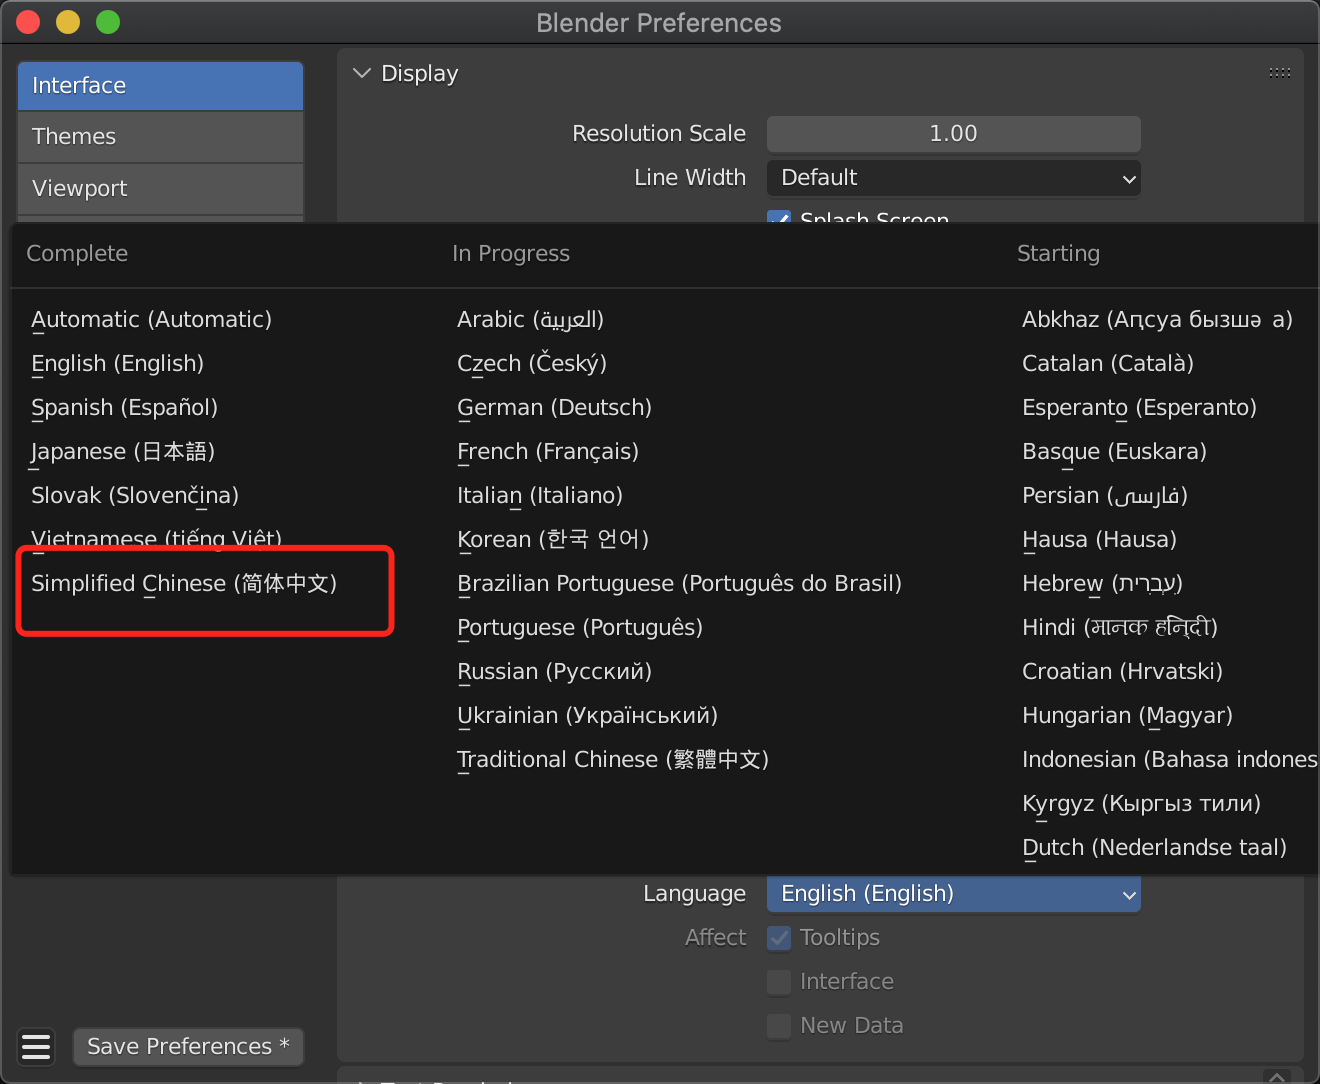 Blender Preferences
Interface
Themes
Viewport
Display
Resolution Scale 1.00
Line Width Default
Splash Screen
Complete
Automatic (Automatic)
English (English)
Spanish (Español)
Japanese (日本語)
Slovak (Slovenčina)
Vietnamese (tiếng Việt)
Simplified Chinese (简体中文)
In Progress
Arabic (العربية)
Czech (Český)
German (Deutsch)
French (Français)
Italian (Italiano)
Korean (한국 언어)
Brazilian Portuguese (Português do Brasil)
Portuguese (Português)
Russian (Русский)
Ukrainian (Український)
Traditional Chinese (繁體中文)
Starting
Abkhaz (Аԥсуа бызшәа)
Catalan (Català)
Esperanto (Esperanto)
Basque (Euskara)
Persian (فارسی)
Hausa (Hausa)
Hebrew (עִבְרִית)
Hindi (मानक हिन्दी)
Croatian (Hrvatski)
Hungarian (Magyar)
Indonesian (Bahasa indones
Kyrgyz (Кыргыз тили)
Dutch (Nederlandse taal)
Language English (English)
Affect Tooltips
Interface
New Data
Save Preferences *